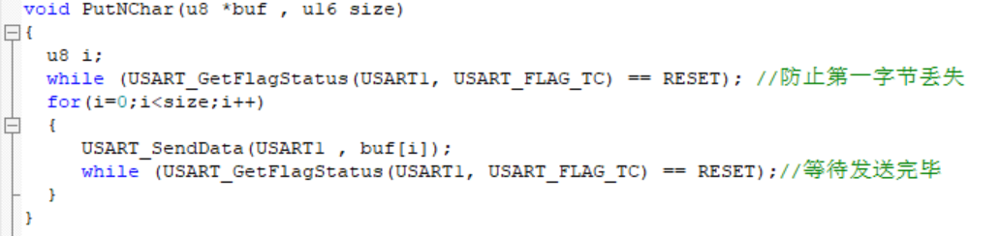 void PutNChar(u8 *buf , u16 size)
{
u8 i;
while (USART_GetFlagStatus(USART1, USART_FLAG_TC) == RESET); //防止第一字节丢失
for(i=0;i<size;i++)
{
USART_SendData(USART1 , buf[i]);
while (USART_GetFlagStatus(USART1, USART_FLAG_TC) == RESET);//等待发送完毕
}
}